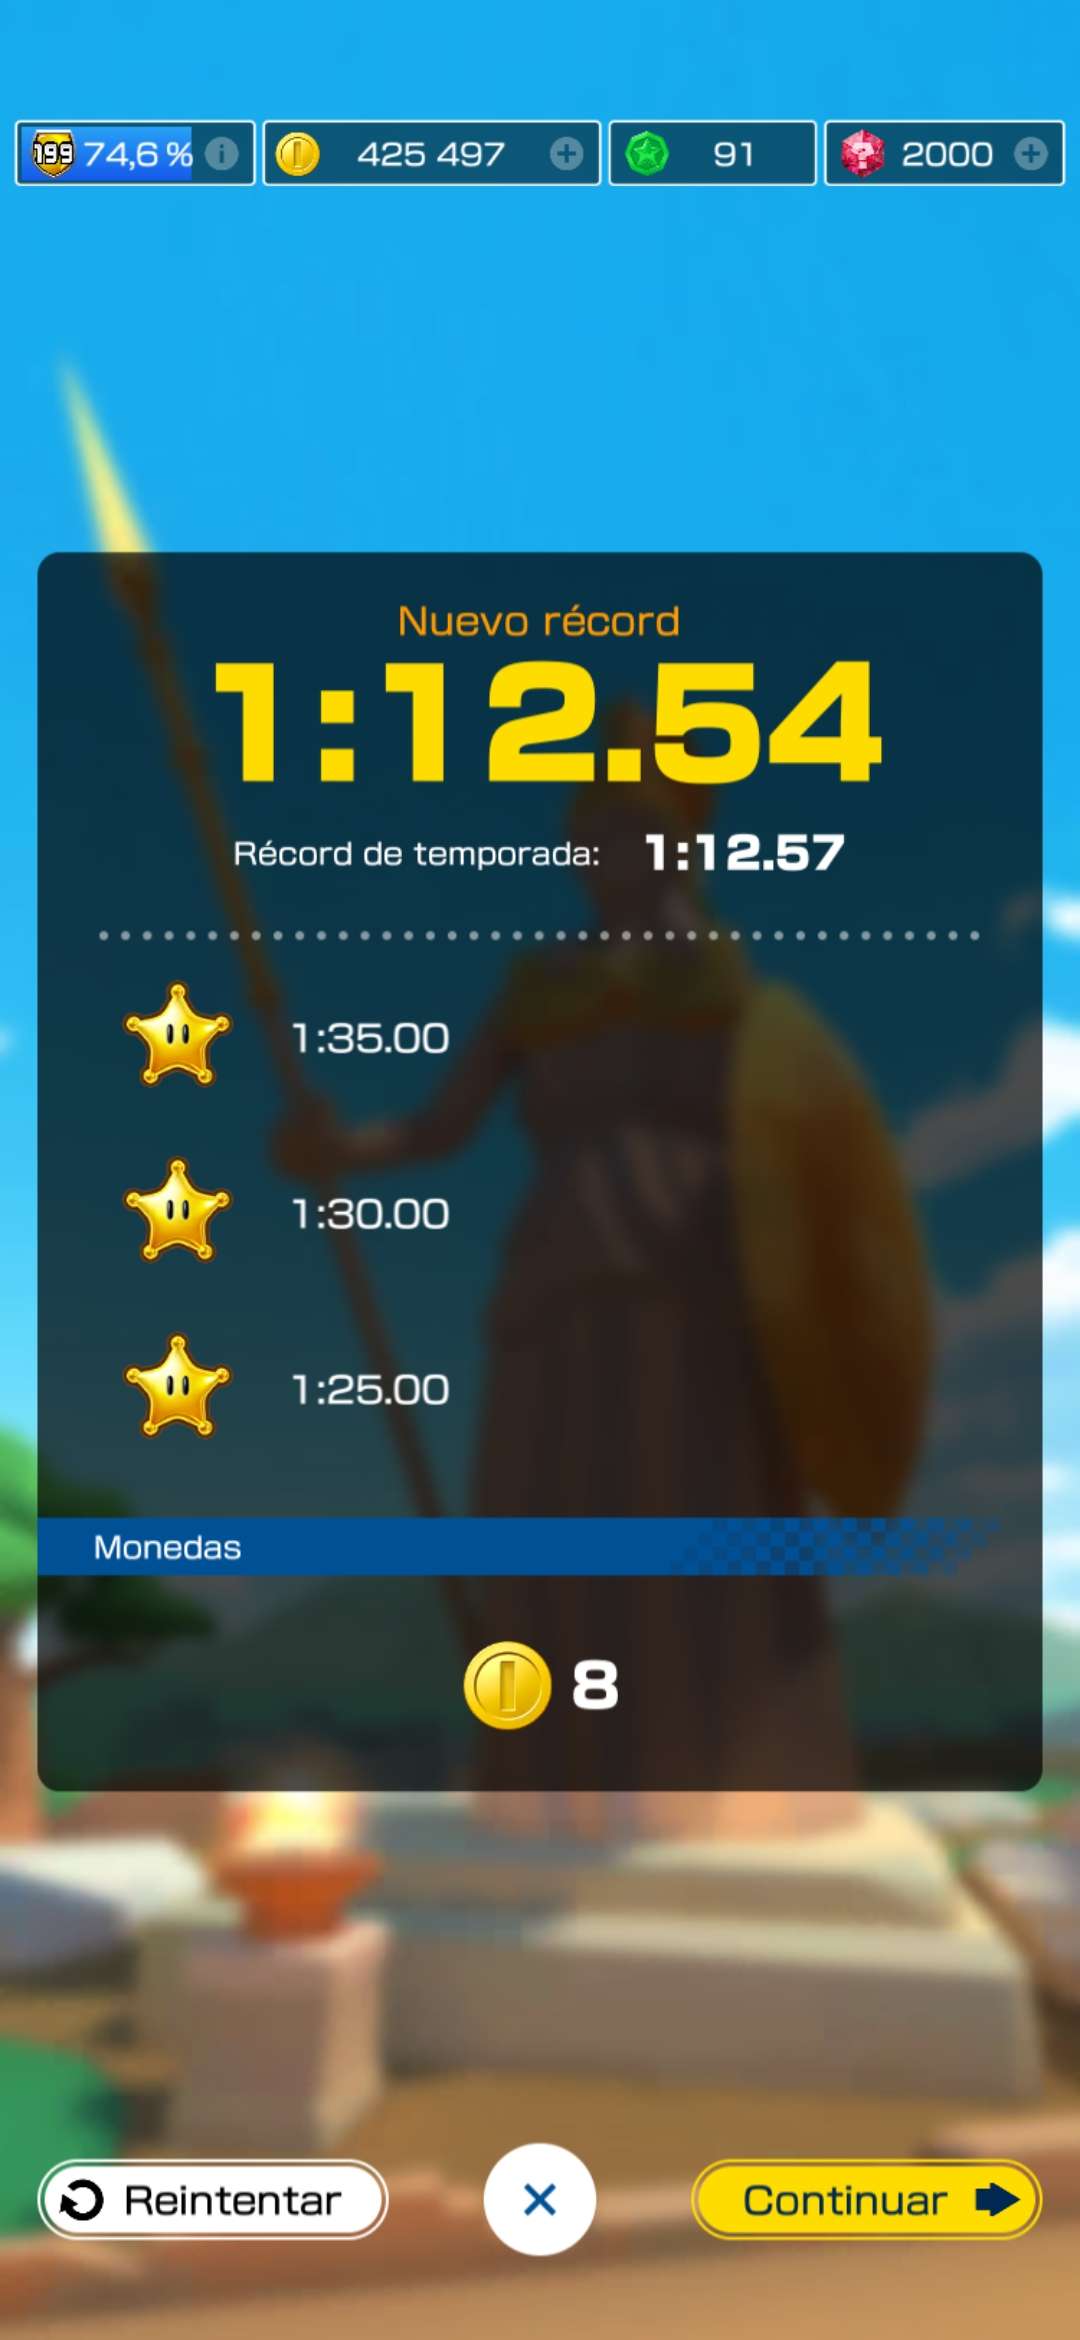 199 74,6 % 425 497 91 2000
Nuevo récord
1:12.54
Récord de temporada: 1:12.57
1:35.00
1:30.00
1:25.00
Monedas
8
Reintentar Continuar